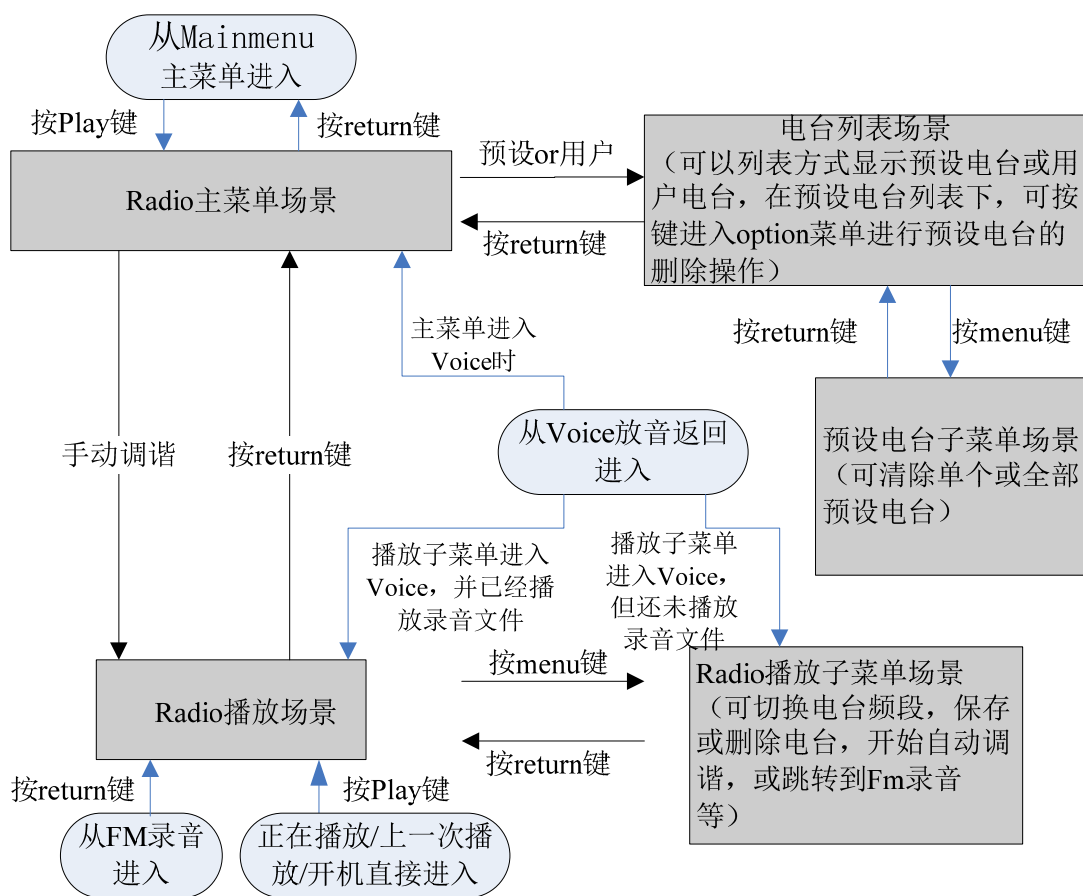 从Mainmenu
主菜单进入
按Play键
按return键
Radio主菜单场景
预设or用户
按return键
电台列表场景
（可以列表方式显示预设电台或用
户电台，在预设电台列表下，可按
键进入option菜单进行预设电台的
删除操作）
按return键
按menu键
预设电台子菜单场景
（可清除单个或全部
预设电台）
主菜单进入
Voice时
从Voice放音返回
进入
手动调谐
按return键
播放子菜单进入
Voice，并已经播
放录音文件
播放子菜单
进入Voice，
但还未播放
录音文件
Radio播放场景
按menu键
按return键
Radio播放子菜单场景
（可切换电台频段，保存
或删除电台，开始自动调
谐，或跳转到Fm录音
等）
按return键
按Play键
从FM录音
进入
正在播放/上一次播
放/开机直接进入